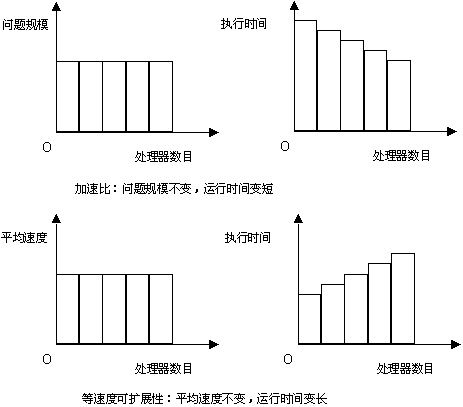 问题规模
执行时间
O
处理器数目
O
处理器数目
加速比：问题规模不变，运行时间变短
平均速度
执行时间
O
处理器数目
O
处理器数目
等速度可扩展性：平均速度不变，运行时间变长